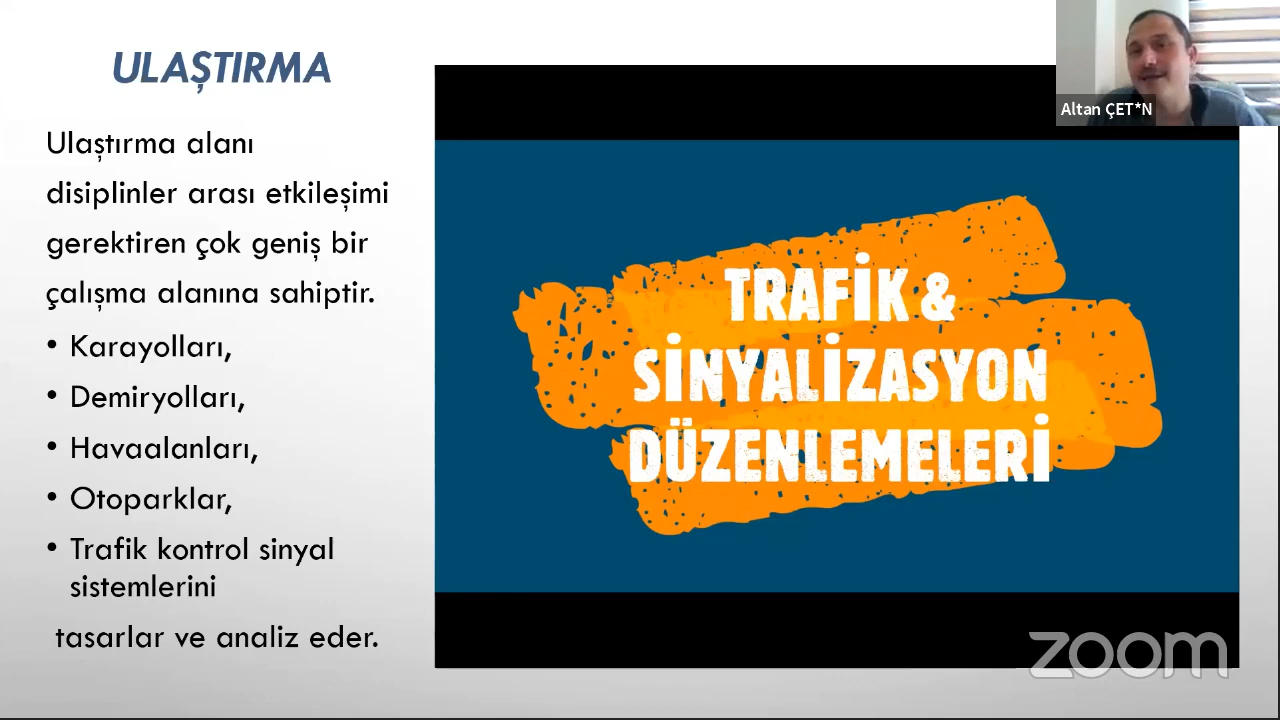 ULAŞTIRMA
Ulaştırma alanı
disiplinler arası etkileşimi
gerektiren çok geniş bir
çalışma alanına sahiptir.
• Karayolları,
• Demiryolları,
• Havaalanları,
• Otoparklar,
• Trafik kontrol sinyal
sistemlerini
tasarlar ve analiz eder.
TRAFİK &
SİNYALİZASYON
DÜZENLEMELERİ
Altan ÇET*N
zoom